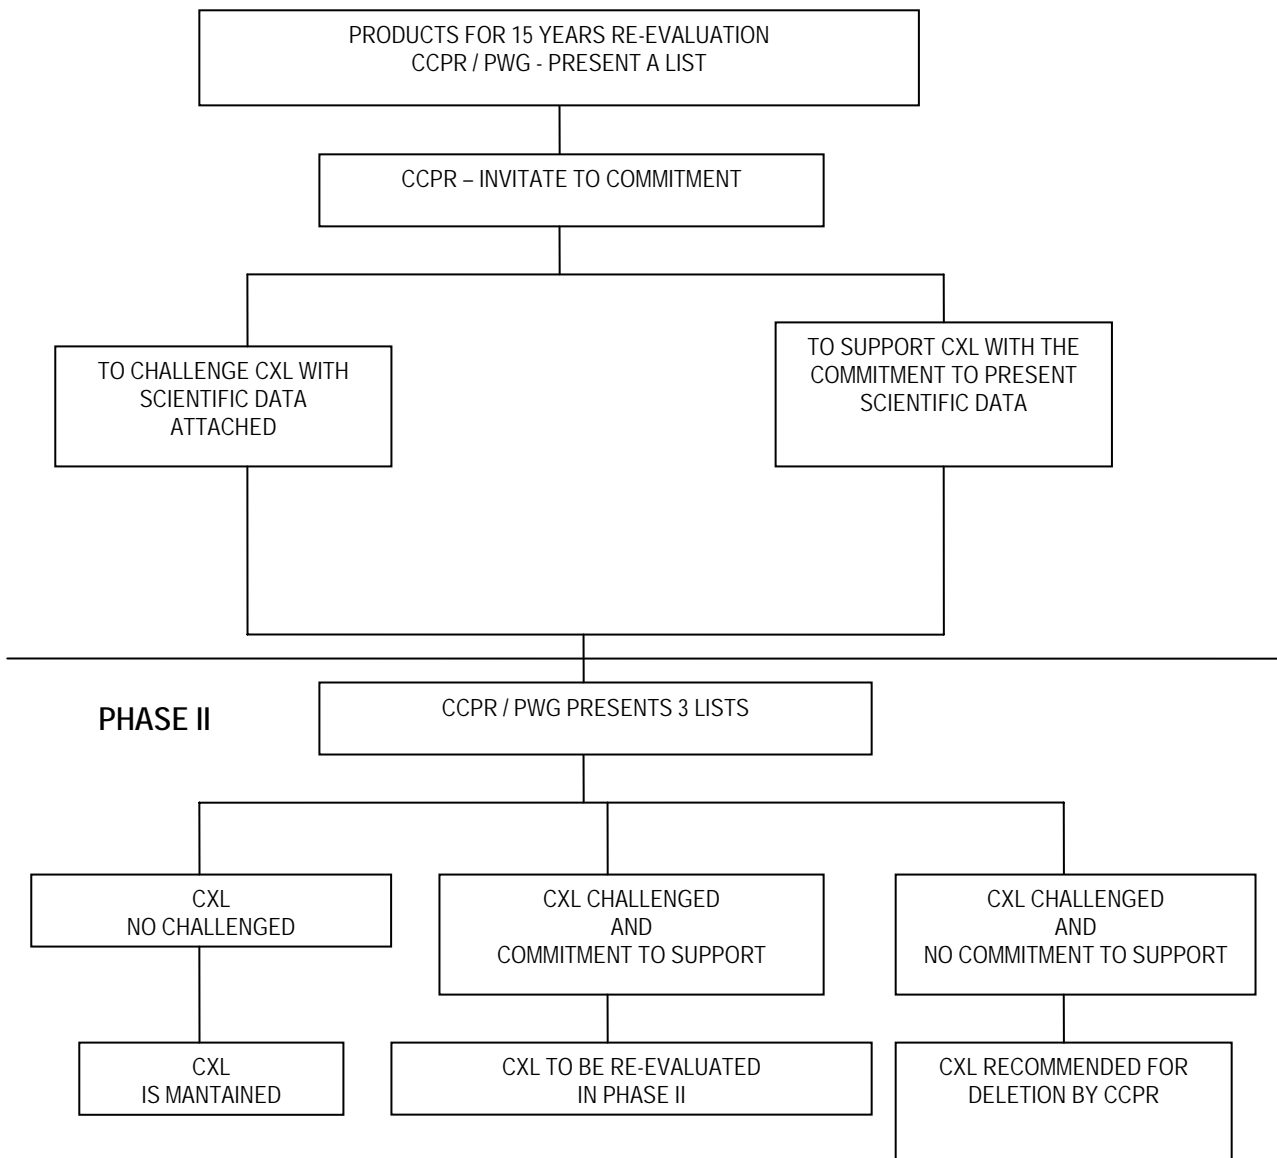 PRODUCTS FOR 15 YEARS RE-EVALUATION
CCPR / PWG - PRESENT A LIST
CCPR – INVITATE TO COMMITMENT
TO CHALLENGE CXL WITH
SCIENTIFIC DATA
ATTACHED
TO SUPPORT CXL WITH THE
COMMITMENT TO PRESENT
SCIENTIFIC DATA
PHASE II
CCPR / PWG PRESENTS 3 LISTS
CXL
NO CHALLENGED
CXL CHALLENGED
AND
COMMITMENT TO SUPPORT
CXL CHALLENGED
AND
NO COMMITMENT TO SUPPORT
CXL
IS MANTAINED
CXL TO BE RE-EVALUATED
IN PHASE II
CXL RECOMMENDED FOR
DELETION BY CCPR